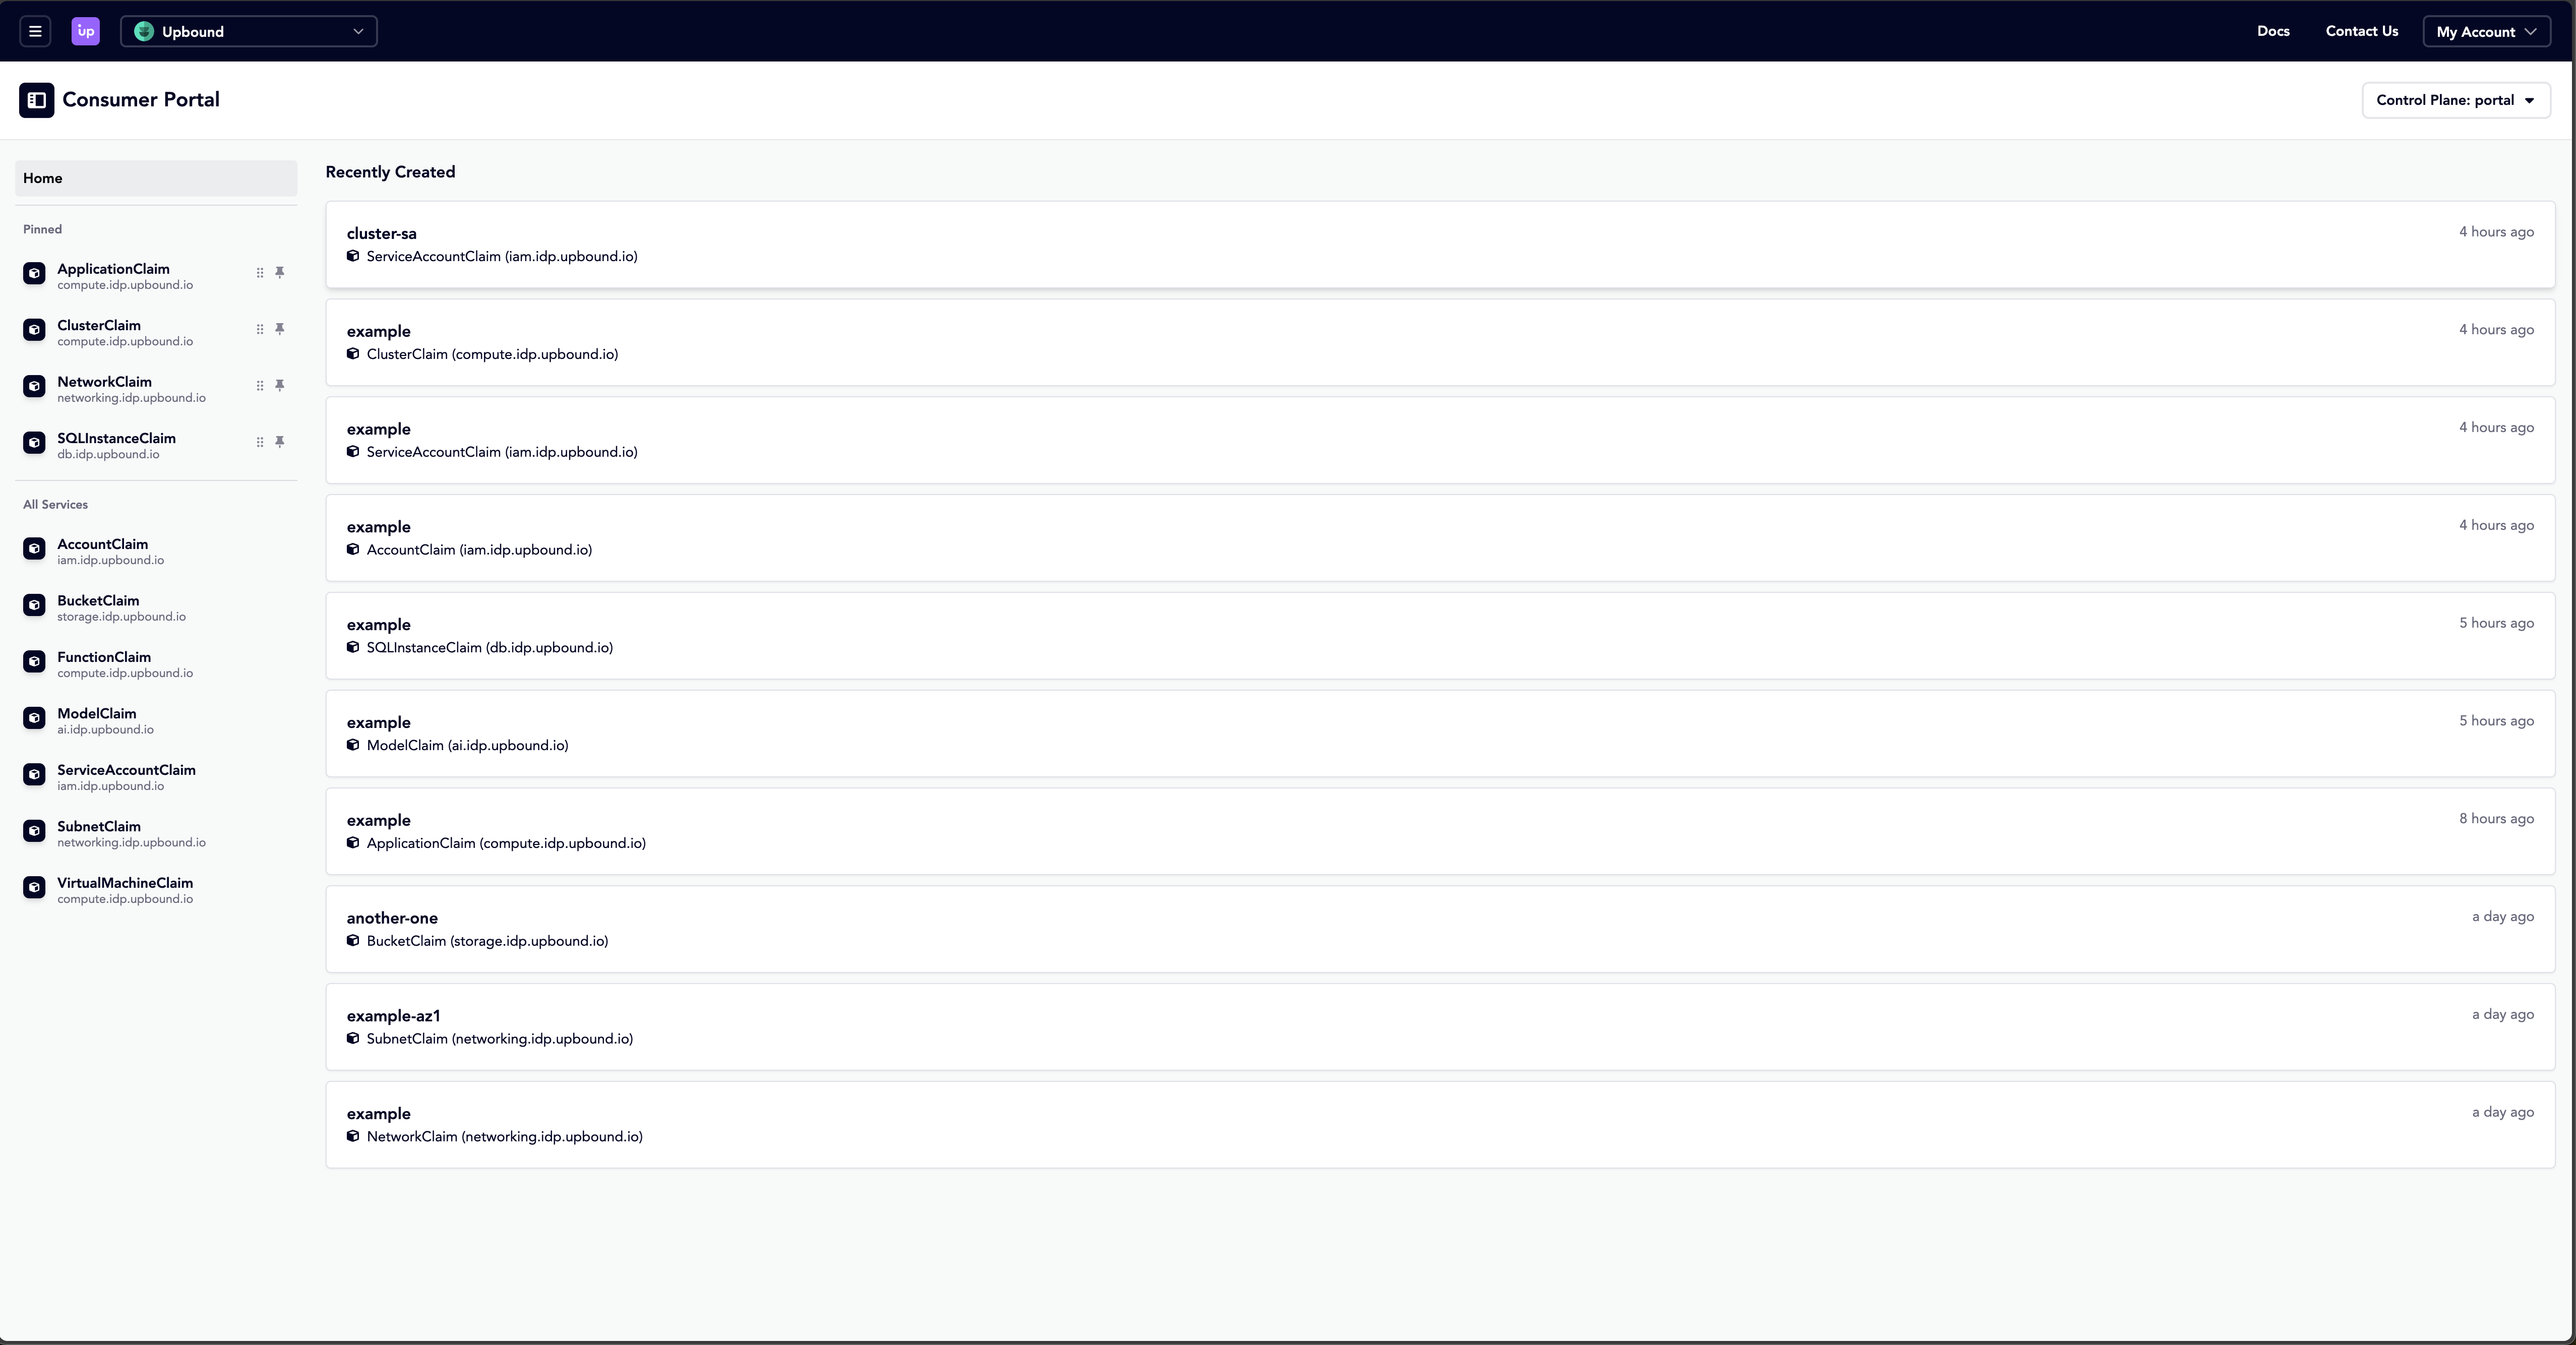 up
Upbound
Docs
Contact Us
My Account
Consumer Portal
Control Plane: portal
Home
Pinned
ApplicationClaim
compute.idp.upbound.io
ClusterClaim
compute.idp.upbound.io
NetworkClaim
networking.idp.upbound.io
SQLInstanceClaim
db.idp.upbound.io
All Services
AccountClaim
iam.idp.upbound.io
BucketClaim
storage.idp.upbound.io
FunctionClaim
compute.idp.upbound.io
ModelClaim
ai.idp.upbound.io
ServiceAccountClaim
iam.idp.upbound.io
SubnetClaim
networking.idp.upbound.io
VirtualMachineClaim
compute.idp.upbound.io
Recently Created
cluster-sa
4 hours ago
ServiceAccountClaim (iam.idp.upbound.io)
example
4 hours ago
ClusterClaim (compute.idp.upbound.io)
example
4 hours ago
ServiceAccountClaim (iam.idp.upbound.io)
example
4 hours ago
AccountClaim (iam.idp.upbound.io)
example
5 hours ago
SQLInstanceClaim (db.idp.upbound.io)
example
5 hours ago
ModelClaim (ai.idp.upbound.io)
example
8 hours ago
ApplicationClaim (compute.idp.upbound.io)
another-one
a day ago
BucketClaim (storage.idp.upbound.io)
example-az1
a day ago
SubnetClaim (networking.idp.upbound.io)
example
a day ago
NetworkClaim (networking.idp.upbound.io)